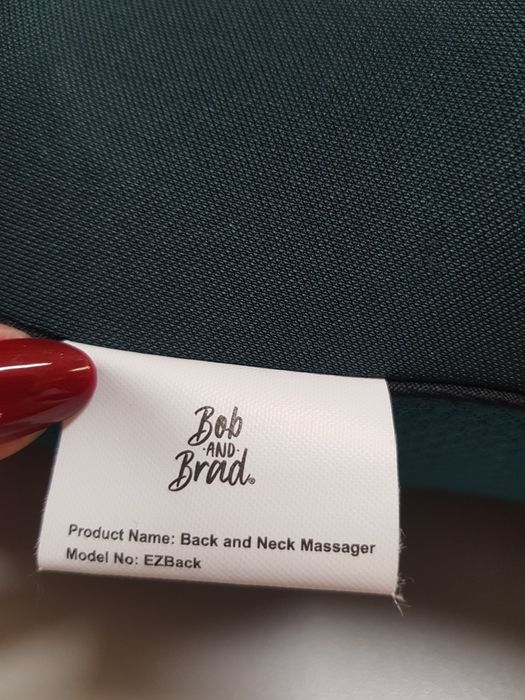 Bob
·AND·
Brad®
Product Name: Back and Neck Massager
Model No: EZBack